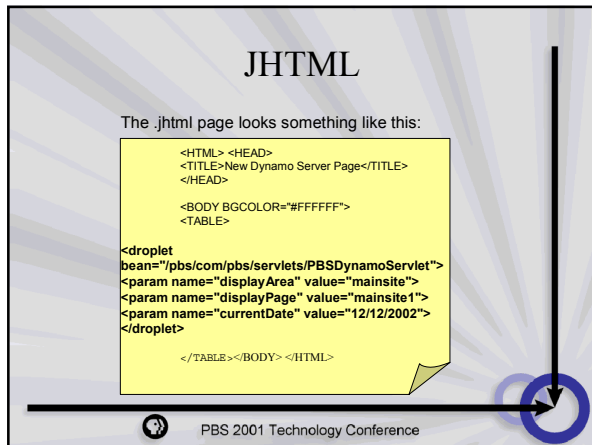 JHTML
The .jhtml page looks something like this:
<HTML> <HEAD>
<TITLE>New Dynamo Server Page</TITLE>
</HEAD>
<BODY BGCOLOR="#FFFFFF">
<TABLE>
<droplet
bean="/pbs/com/pbs/servlets/PBSDynamoServlet">
<param name="displayArea" value="mainsite">
<param name="displayPage" value="mainsite1">
<param name="currentDate" value="12/12/2002">
</droplet>
</TABLE></BODY> </HTML>
PBS 2001 Technology Conference